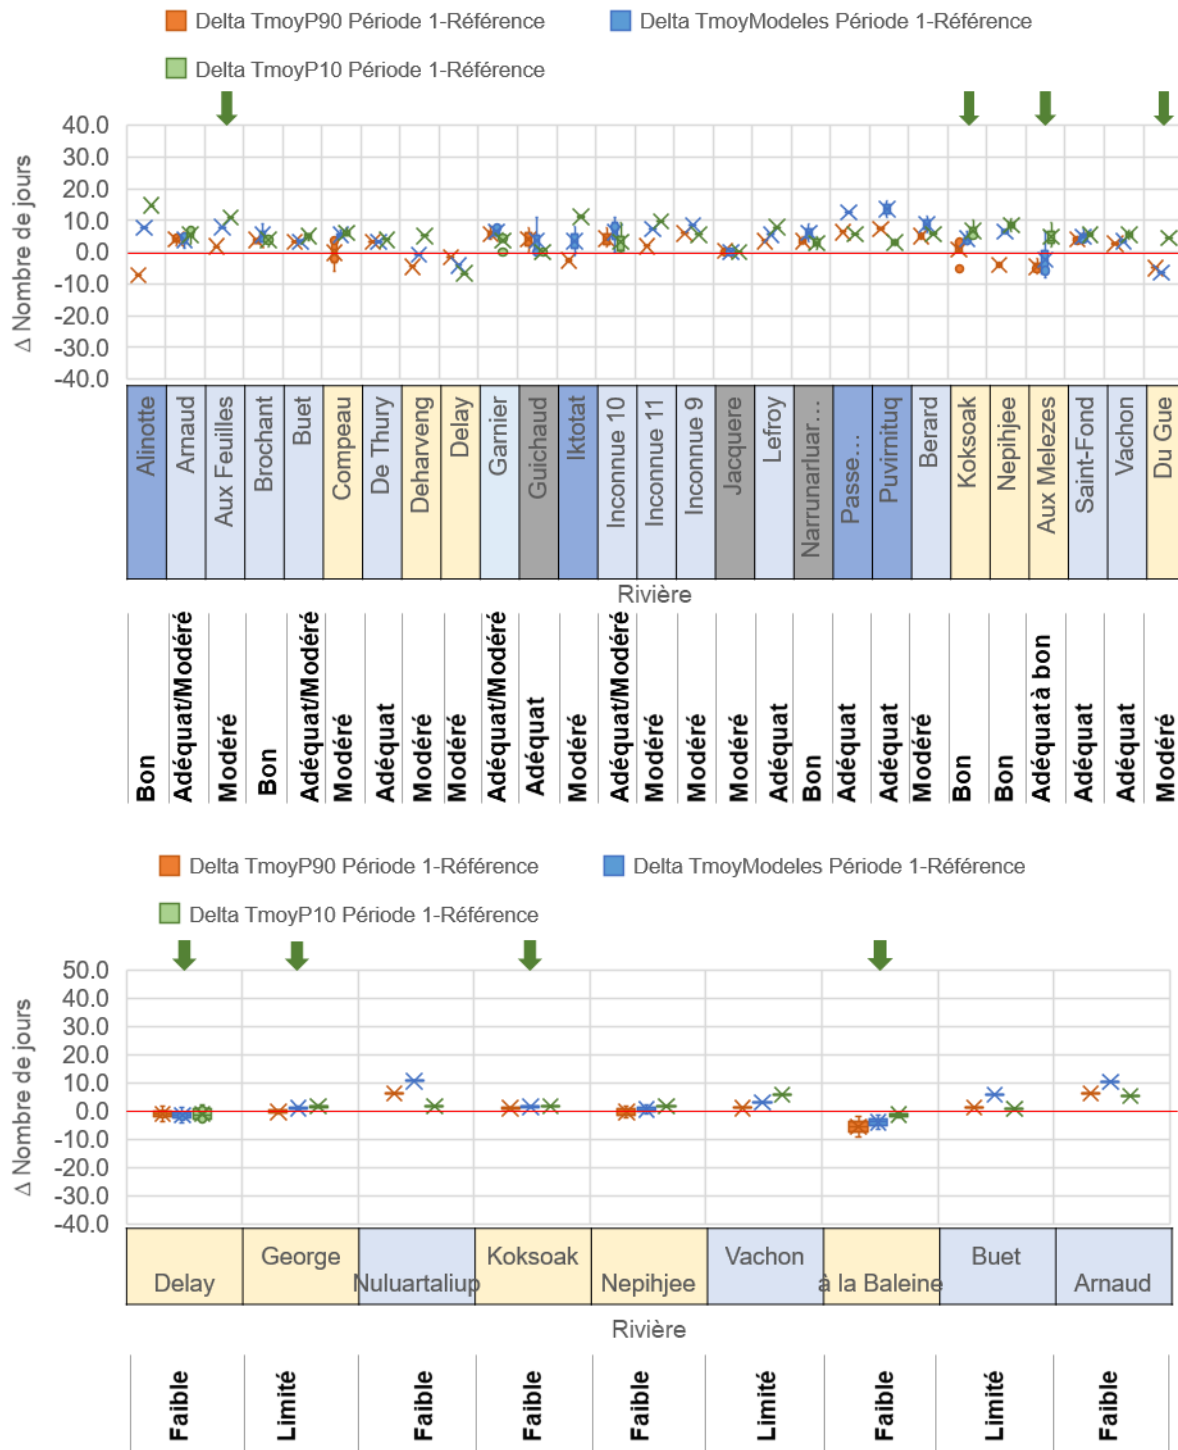 Delta TmoyP90 Période 1-Référence
Delta TmoyModeles Période 1-Référence
Delta TmoyP10 Période 1-Référence
Δ Nombre de jours
40.0
30.0
20.0
10.0
0.0
-10.0
-20.0
-30.0
-40.0
Alinotte
Arnaud
Aux Feuilles
Brochant
Buet
Compeau
De Thury
Deharveng
Delay
Garnier
Guichaud
Iktotat
Inconnue 10
Inconnue 11
Inconnue 9
Jacquere
Lefroy
Narrunarluar…
Passe…
Puvirnituq
Berard
Koksoak
Nepihjee
Aux Melezes
Saint-Fond
Vachon
Du Gue
Rivière
Bon
Adéquat/Modéré
Modéré
Bon
Adéquat/Modéré
Modéré
Adéquat
Modéré
Modéré
Adéquat/Modéré
Adéquat
Modéré
Adéquat/Modéré
Modéré
Modéré
Modéré
Adéquat
Bon
Adéquat
Adéquat
Modéré
Bon
Bon
Adéquat à bon
Adéquat
Adéquat
Modéré
Delta TmoyP90 Période 1-Référence
Delta TmoyModeles Période 1-Référence
Delta TmoyP10 Période 1-Référence
Δ Nombre de jours
50.0
40.0
30.0
20.0
10.0
0.0
-10.0
-20.0
-30.0
-40.0
Delay
George
Nuluartaliup
Koksoak
Nepihjee
Vachon
á la Baleine
Buet
Arnaud
Rivière
Faible
Limité
Faible
Faible
Faible
Limité
Faible
Limité
Faible